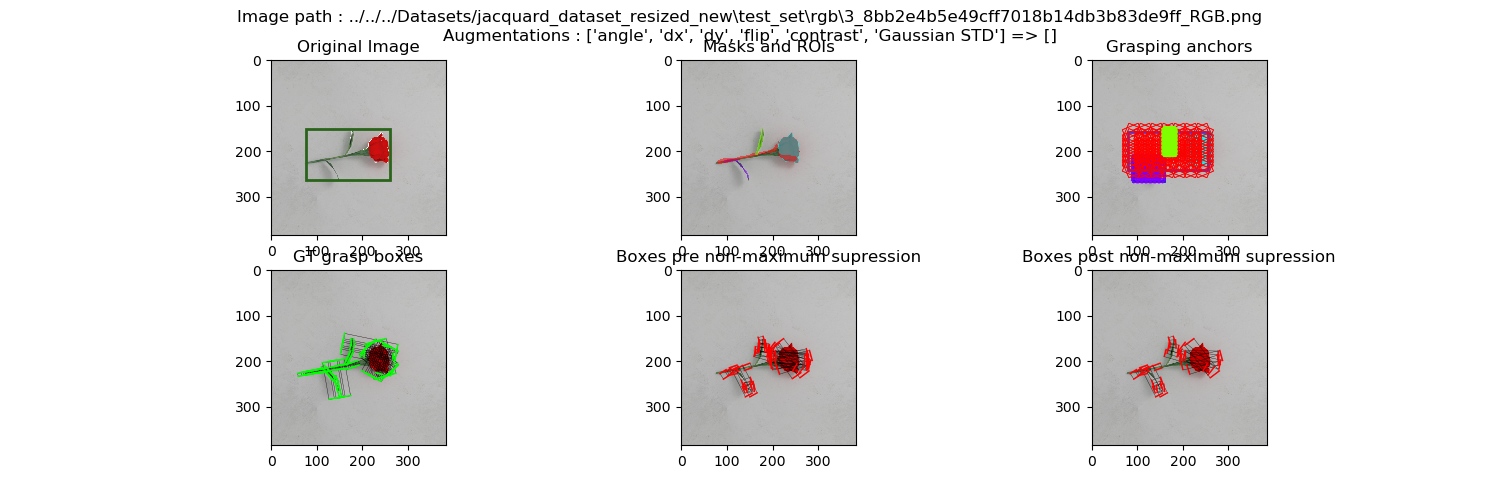 Image path : ../../../Datasets/jacquard_dataset_resized_new\test_set\rgb\3_8bb2e4b5e49cff7018b14db3b83de9ff_RGB.png
Augmentations : ['angle', 'dx', 'dy', 'flip', 'contrast', 'Gaussian STD'] => []
Original Image
Masks and ROIs
Grasping anchors
0
100
200
300
0 100 200 300
0
100
200
300
0 100 200 300
0
100
200
300
0 100 200 300
GT grasp boxes
Boxes pre non-maximum supression
Boxes post non-maximum supression
0
100
200
300
0 100 200 300
0
100
200
300
0 100 200 300
0
100
200
300
0 100 200 300